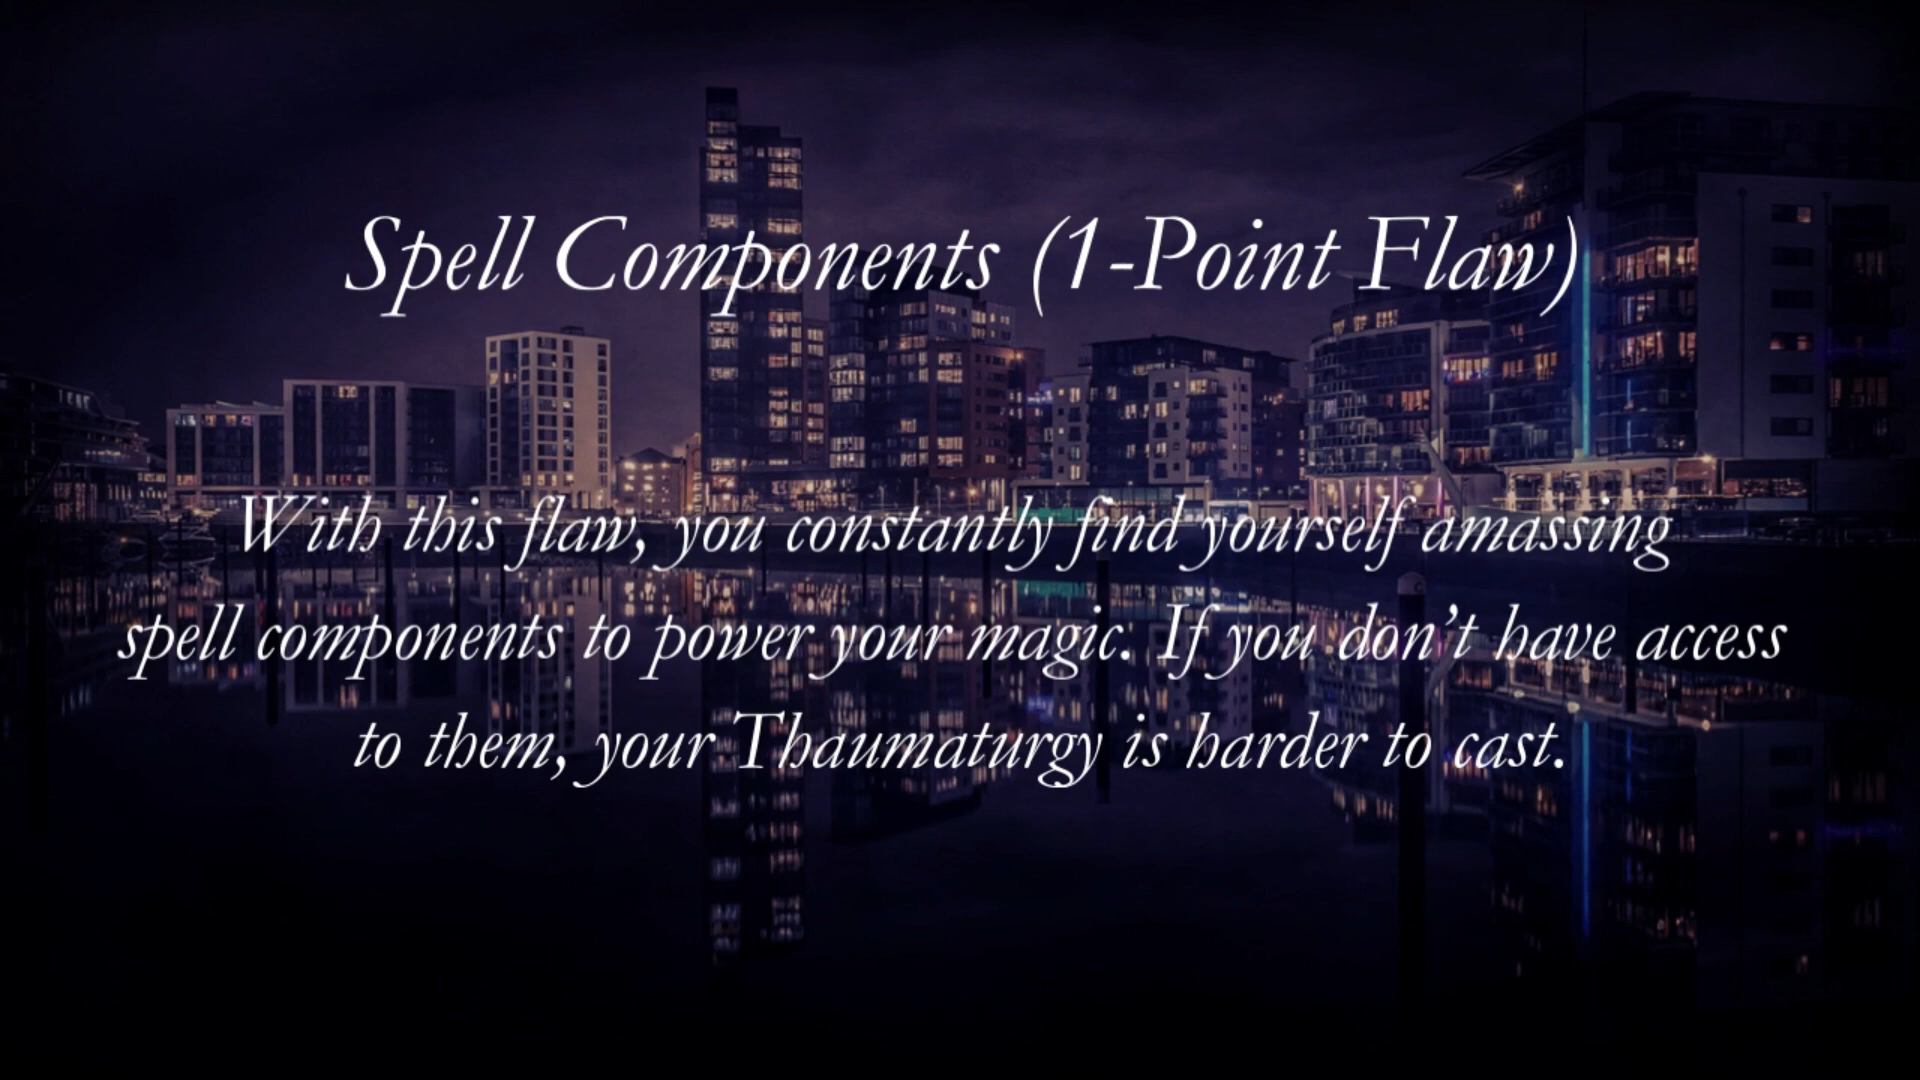 Spell Components (1-Point Flaw)
With this flaw, you constantly find yourself amassing
spell components to power your magic. If you don’t have access
to them, your Thaumaturgy is harder to cast.